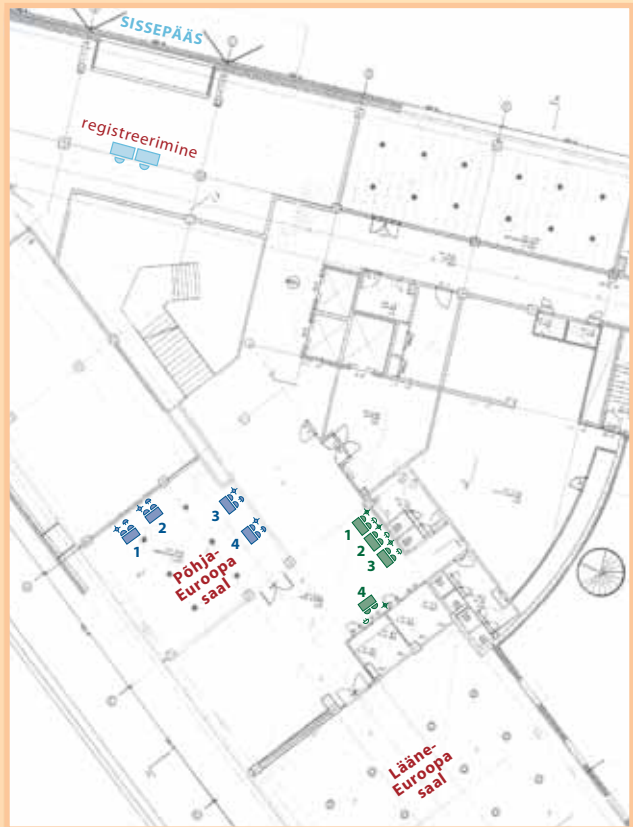 SISSEPÄÄS
registreerimine
1
2
3
4
Põhja-
Euroopa
saal
1
2
3
4
Lääne-
Euroopa
saal